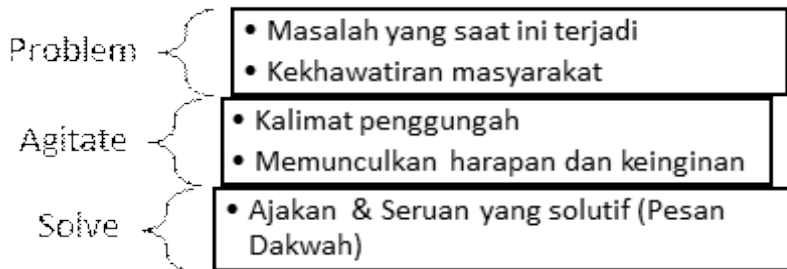 Problem
• Masalah yang saat ini terjadi
• Kekhawatiran masyarakat
Agitate
• Kalimat penggungah
• Memunculkan harapan dan keinginan
Solve
• Ajakan & Seruan yang solutif (Pesan
Dakwah)